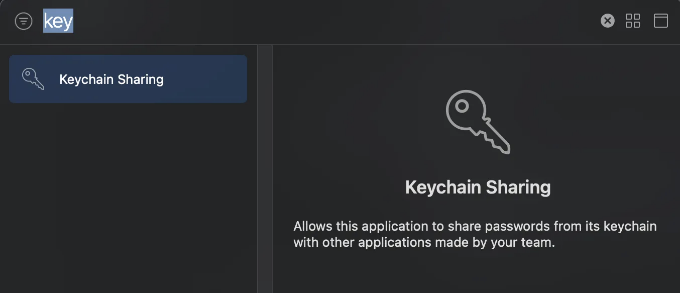 key
Keychain Sharing
Keychain Sharing
Allows this application to share passwords from its keychain
with other applications made by your team.